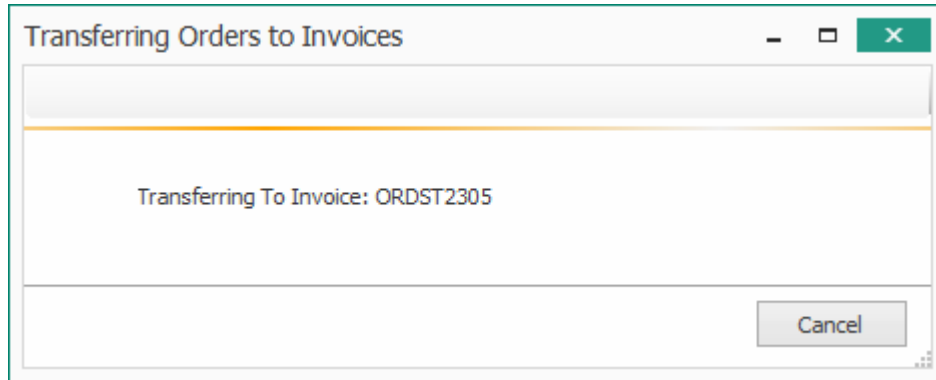 Transferring Orders to Invoices
Transferring To Invoice: ORDST2305
Cancel